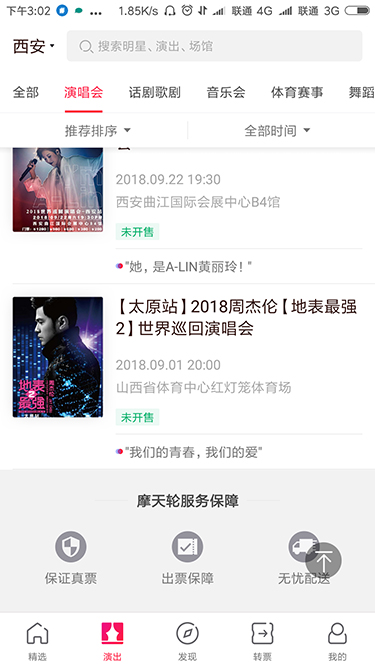 下午3:02 ... 1.85K/s 联通 4G 联通 3G
西安 搜索明星、演出、场馆
全部 演唱会 话剧歌剧 音乐会 体育赛事 舞蹈
推荐排序 全部时间
2018.09.22 19:30
西安曲江国际会展中心B4馆
未开售
"她，是A-LIN黄丽玲！"
【太原站】2018周杰伦【地表最强
2】世界巡回演唱会
2018.09.01 20:00
山西省体育中心红灯笼体育场
未开售
"我们的青春，我们的爱"
地表
最强
2
周杰伦
摩天轮服务保障
保证真票 出票保障 无忧配送
精选 演出 发现 转票 我的